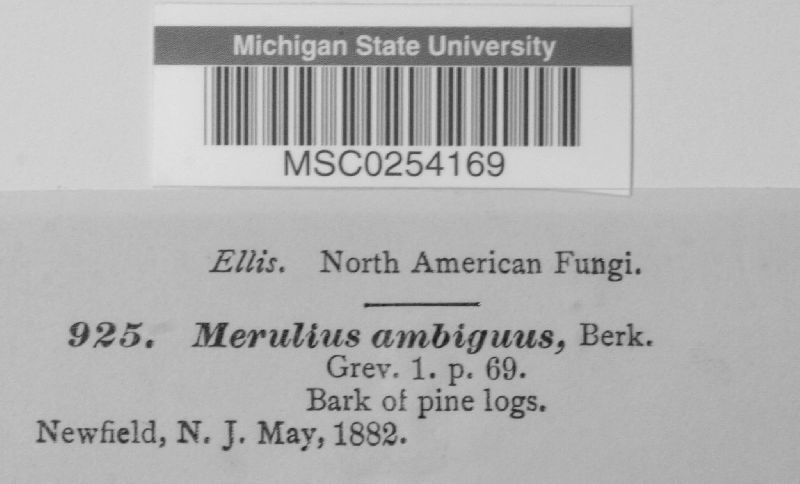 Michigan State University
MSC0254169
Ellis. North American Fungi.
925. Merulius ambiguus, Berk.
Grev. 1. p. 69.
Bark of pine logs.
Newfield, N. J. May, 1882.